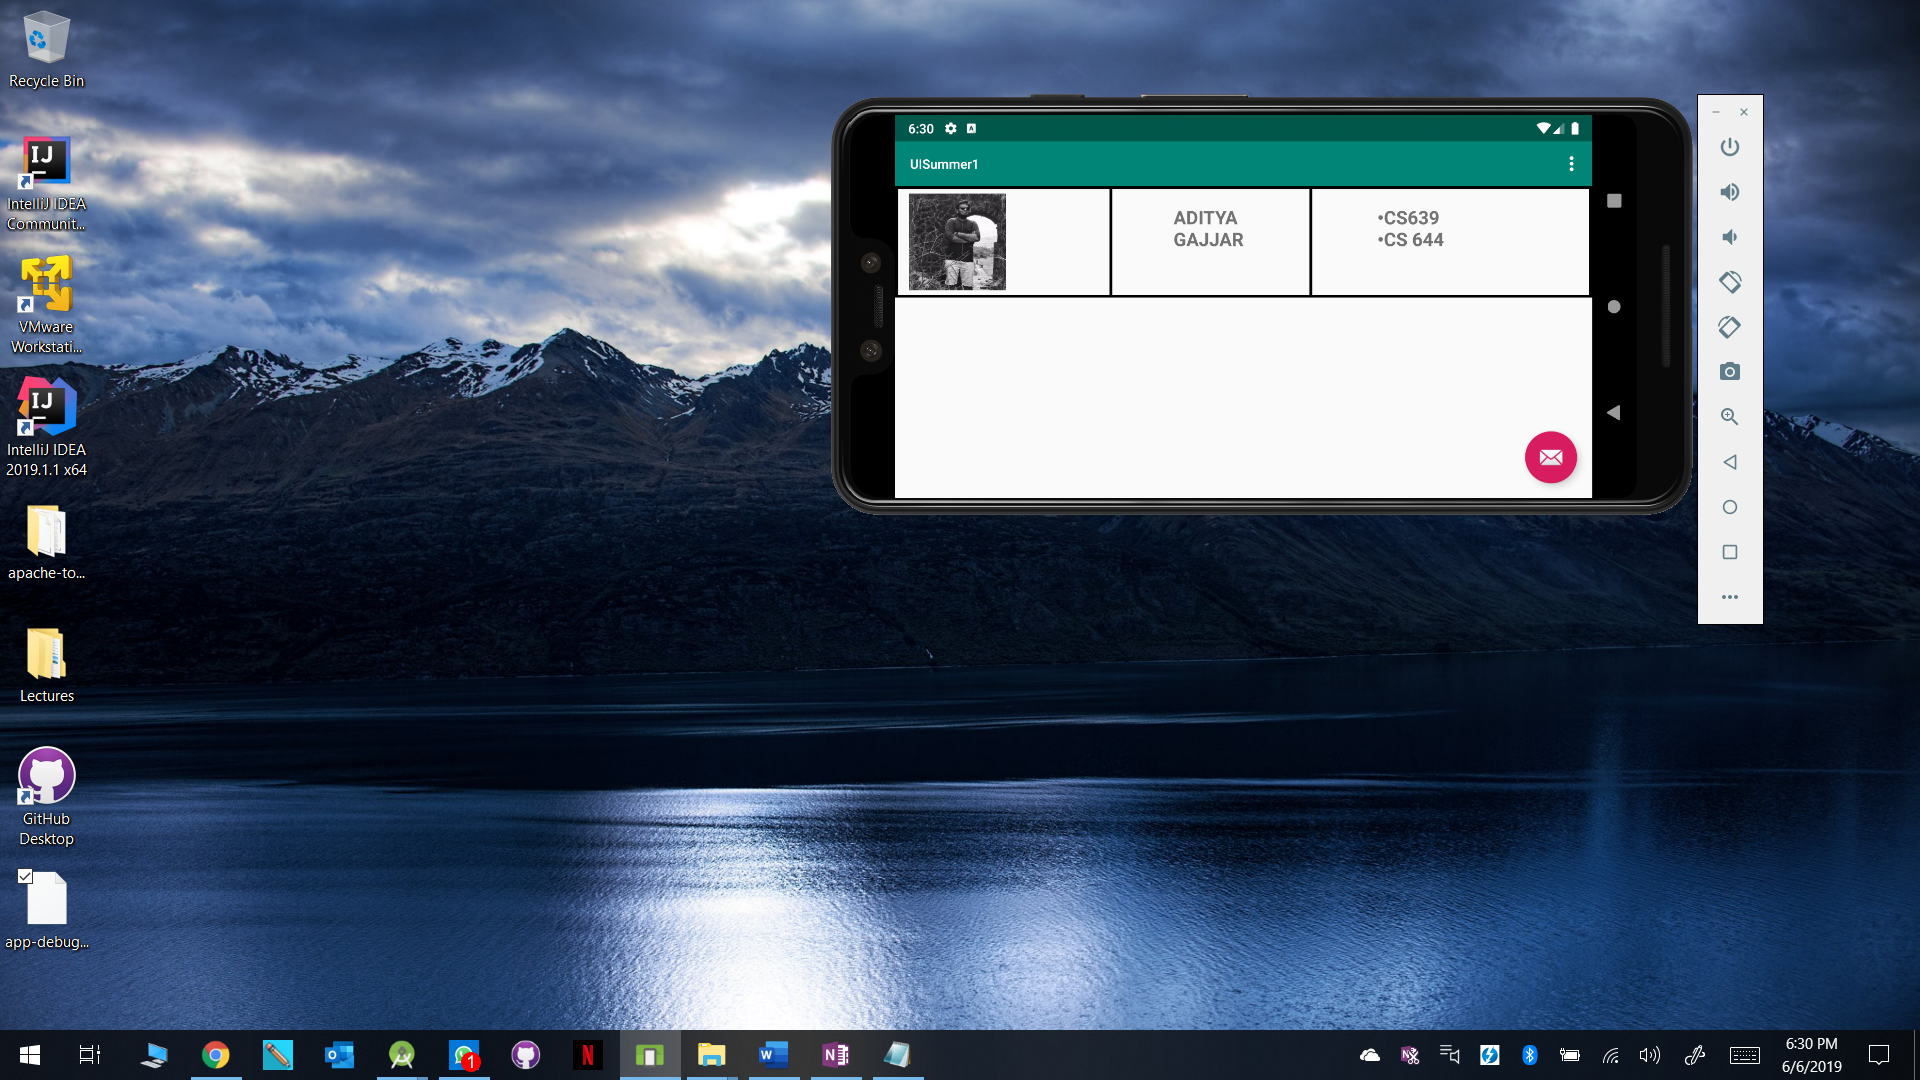 Recycle Bin
IntelliJ IDEA
Communit...
VMware
Workstati...
IntelliJ IDEA
2019.1.1 x64
apache-to...
Lectures
GitHub
Desktop
app-debug...
6:30
UISummer1
ADITYA
GAJJAR
•CS639
•CS 644
6:30 PM
6/6/2019
1